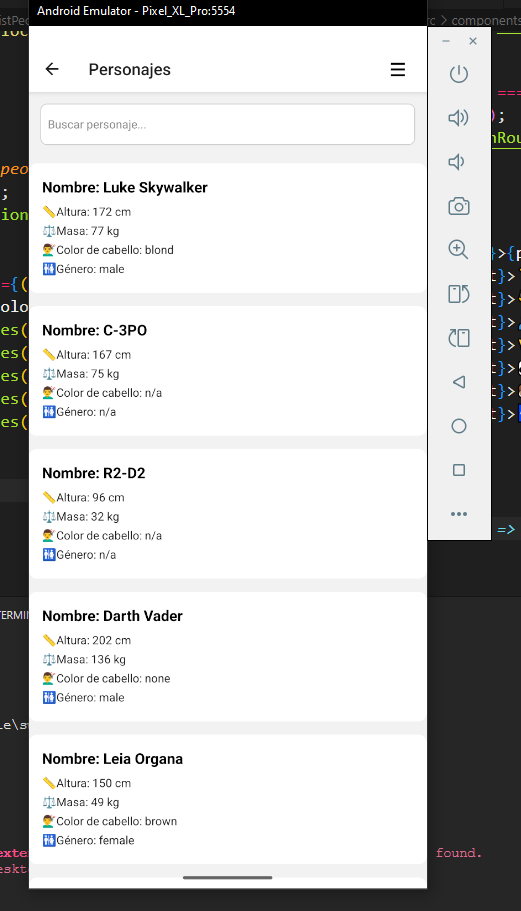 Android Emulator - Pixel_XL_Pro:5554
Personajes
Buscar personaje...
Nombre: Luke Skywalker
📏Altura: 172 cm
⚖️Masa: 77 kg
💇‍♂️Color de cabello: blond
🚻Género: male
Nombre: C-3PO
📏Altura: 167 cm
⚖️Masa: 75 kg
💇‍♂️Color de cabello: n/a
🚻Género: n/a
Nombre: R2-D2
📏Altura: 96 cm
⚖️Masa: 32 kg
💇‍♂️Color de cabello: n/a
🚻Género: n/a
Nombre: Darth Vader
📏Altura: 202 cm
⚖️Masa: 136 kg
💇‍♂️Color de cabello: none
🚻Género: male
Nombre: Leia Organa
📏Altura: 150 cm
⚖️Masa: 49 kg
💇‍♂️Color de cabello: brown
🚻Género: female
components
found.